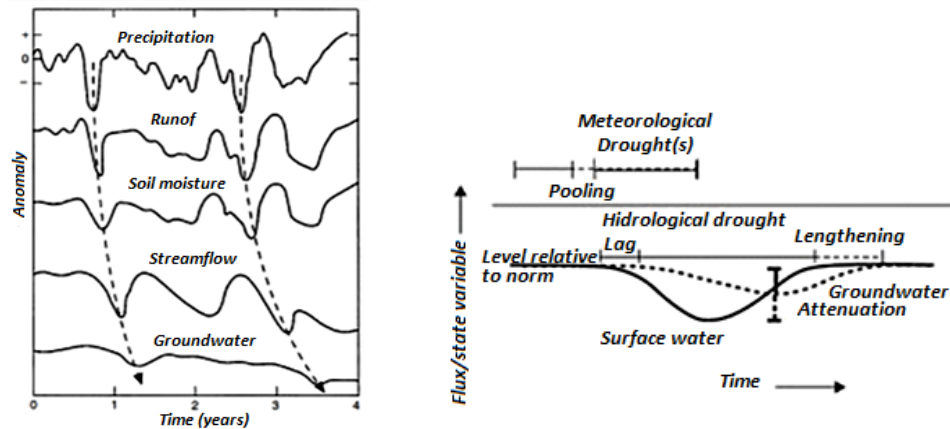 Precipitation
+
0
−
Runof
Soil moisture
Streamflow
Groundwater
Anomaly
0 1 2 3 4
Time (years)
Meteorological
Drought(s)
Pooling
Hidrological drought
Lag
Lengthening
Level relative
to norm
Groundwater
Attenuation
Surface water
Flux/state variable
Time